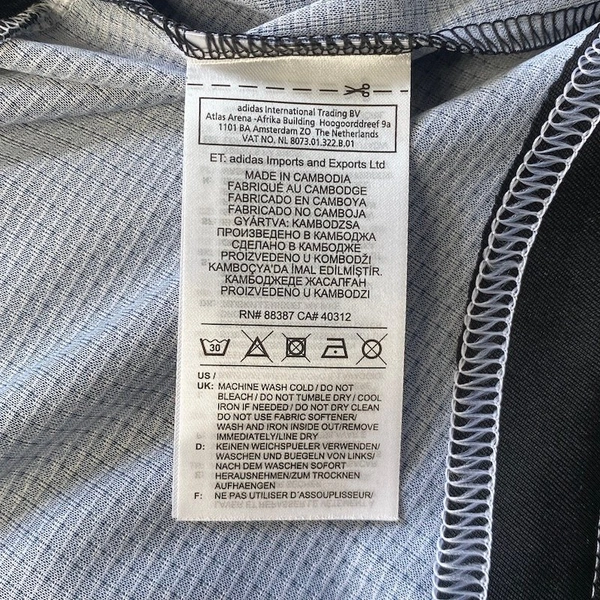 adidas International Trading BV
Atlas Arena -Afrika Building Hoogoorddreef 9a
1101 BA Amsterdam ZO The Netherlands
VAT NO. NL 8073.01.322.B.01
ET: adidas Imports and Exports Ltd
MADE IN CAMBODIA
FABRIQUÉ AU CAMBODGE
FABRICADO EN CAMBOYA
FABRICADO NO CAMBOJA
GYÁRTVA: KAMBODZSA
ПРОИЗВЕДЕНО В КАМБОДЖА
СДЕЛАНО В КАМБОДЖЕ
PROIZVEDENO U KOMBODŽI
KAMBOÇYA'DA İMAL EDİLMİŞTİR.
КАМБОДЖЕДЕ ЖАСАЛҒАН
PROIZVEDENO U KAMBODZI
RN# 88387 CA# 40312
30
US /
UK: MACHINE WASH COLD / DO NOT
BLEACH / DO NOT TUMBLE DRY / COOL
IRON IF NEEDED / DO NOT DRY CLEAN
DO NOT USE FABRIC SOFTENER/
WASH AND IRON INSIDE OUT/REMOVE
IMMEDIATELY/LINE DRY
D: KEINEN WEICHSPUELER VERWENDEN/
WASCHEN UND BUEGELN VON LINKS/
NACH DEM WASCHEN SOFORT
HERAUSNEHMEN/ZUM TROCKNEN
AUFHAENGEN
F: NE PAS UTILISER D'ASSOUPLISSEUR/